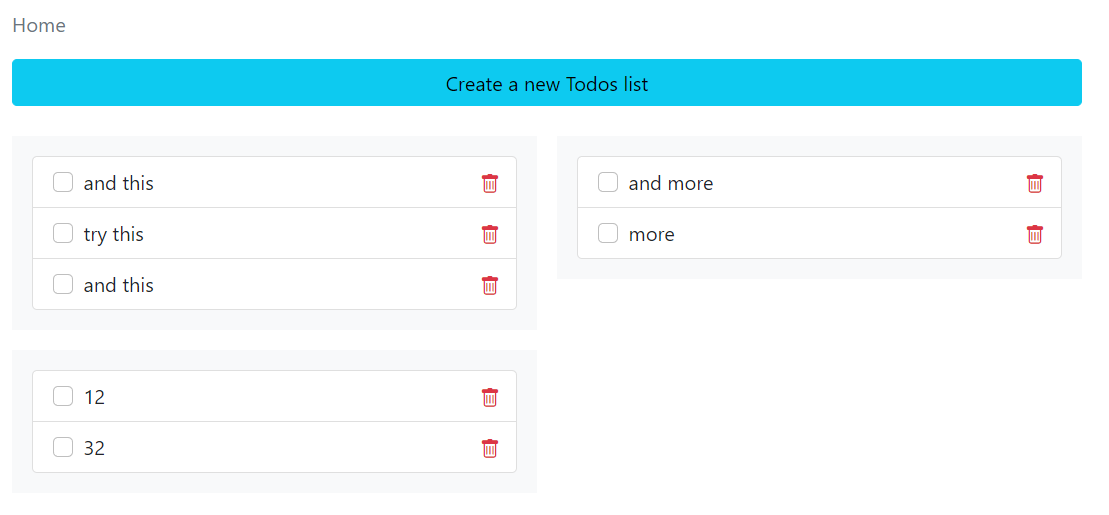 Home
Create a new Todos list
and this
try this
and this
and more
more
12
32